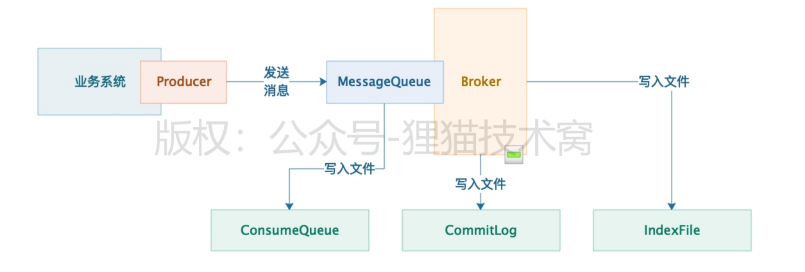 业务系统
Producer
发送
消息
MessageQueue
Broker
写入文件
版权：公众号-狸猫技术窝
写入文件
写入文件
ConsumeQueue
CommitLog
IndexFile